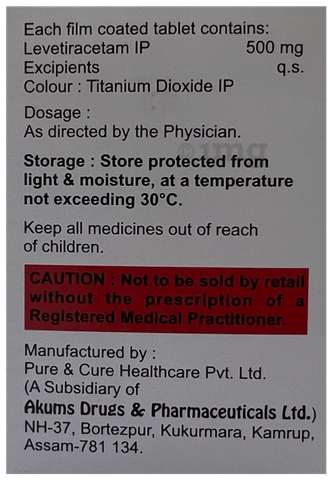 Each film coated tablet contains:
Levetiracetam IP 500 mg
Excipients q.s.
Colour : Titanium Dioxide IP
Dosage :
As directed by the Physician.
1mg
Storage : Store protected from
light & moisture, at a temperature
not exceeding 30°C.
Keep all medicines out of reach
of children.
CAUTION : Not to be sold by retail
without the prescription of a
Registered Medical Practitioner.
Manufactured by :
Pure & Cure Healthcare Pvt. Ltd.
(A Subsidiary of
Akums Drugs & Pharmaceuticals Ltd.)
NH-37, Bortezpur, Kukurmara, Kamrup,
Assam-781 134.